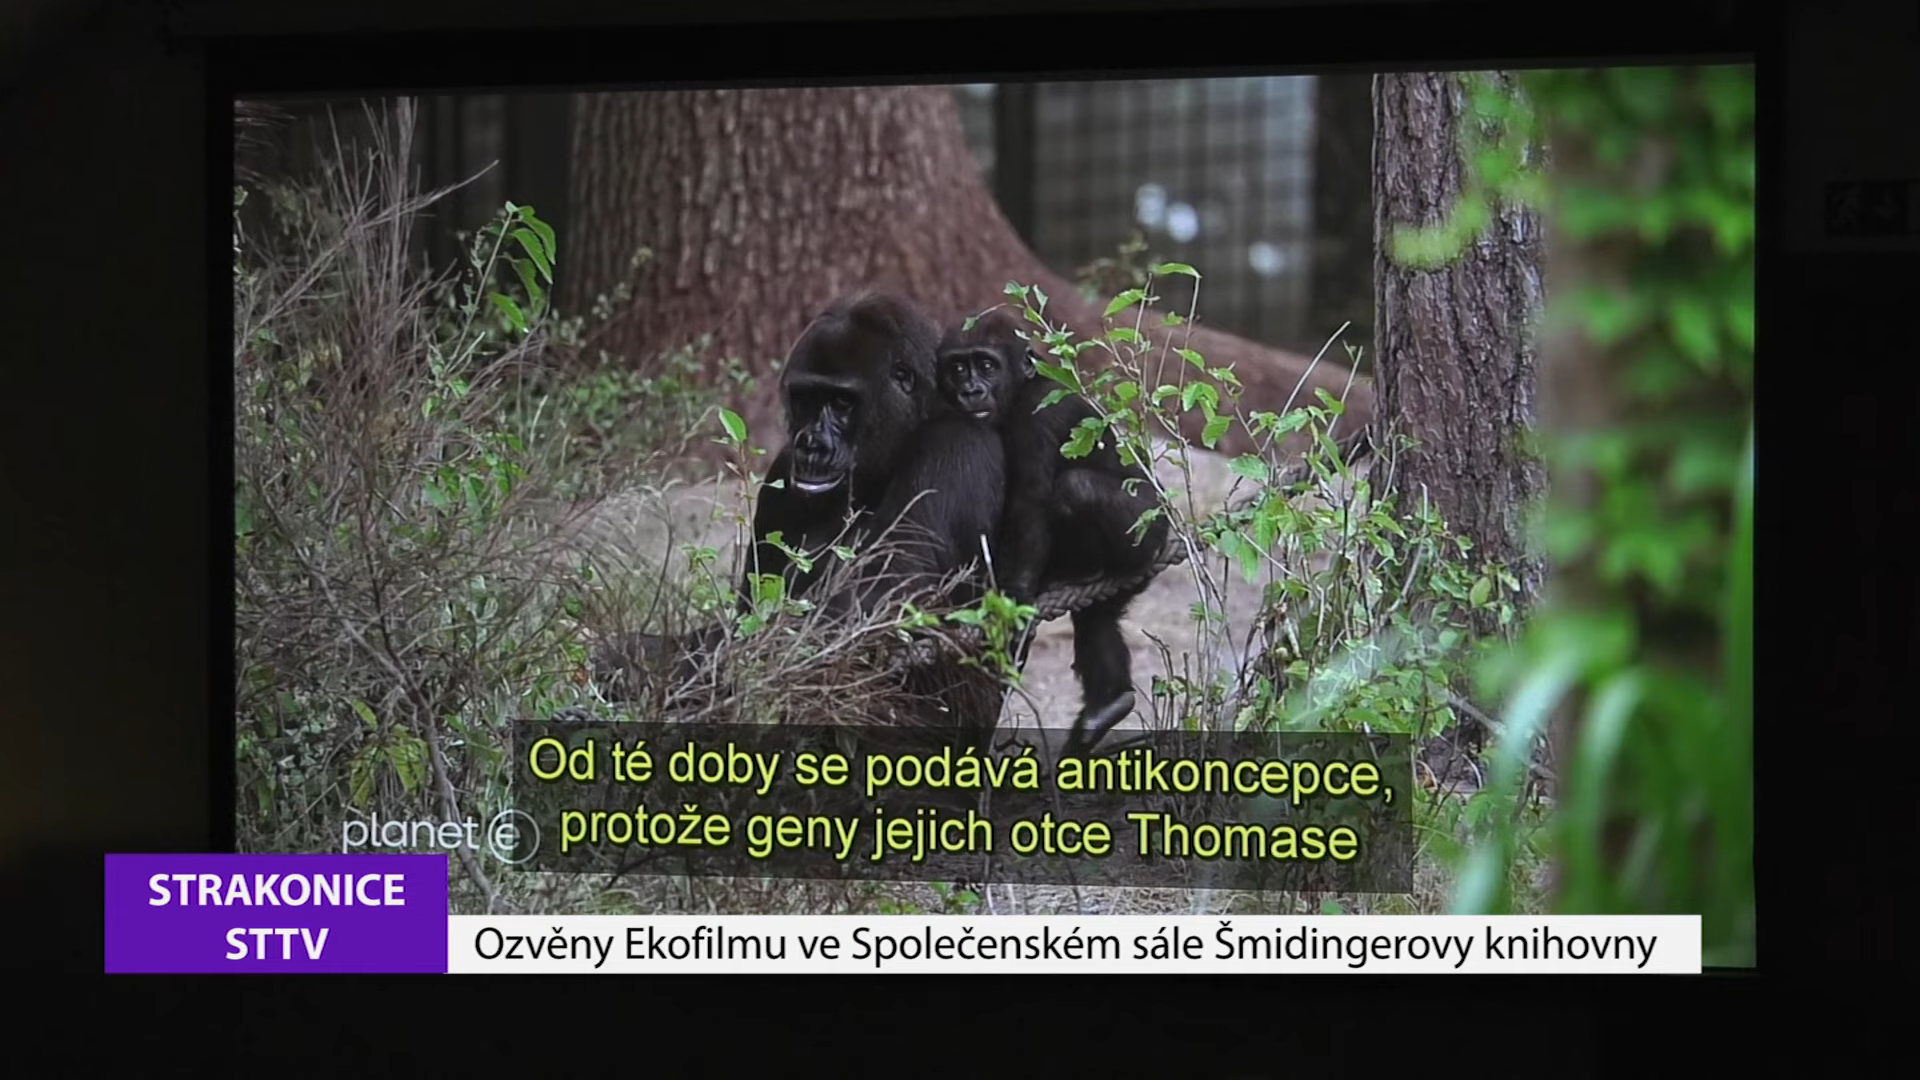 Od té doby se podává antikoncepce,
protože geny jejich otce Thomase
planet e
STRAKONICE
STTV
Ozvěny Ekofilmu ve Společenském sále Šmidingerovy knihovny